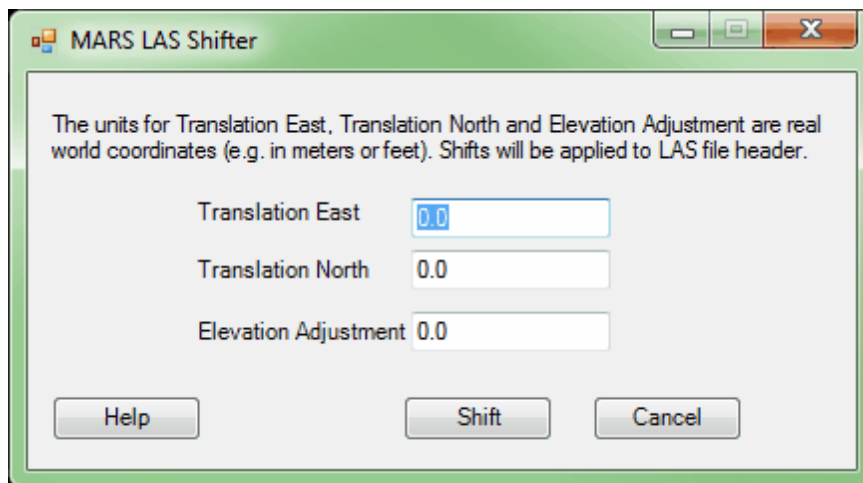 MARS LAS Shifter
The units for Translation East, Translation North and Elevation Adjustment are real
world coordinates (e.g. in meters or feet). Shifts will be applied to LAS file header.
Translation East 0.0
Translation North 0.0
Elevation Adjustment 0.0
Help Shift Cancel